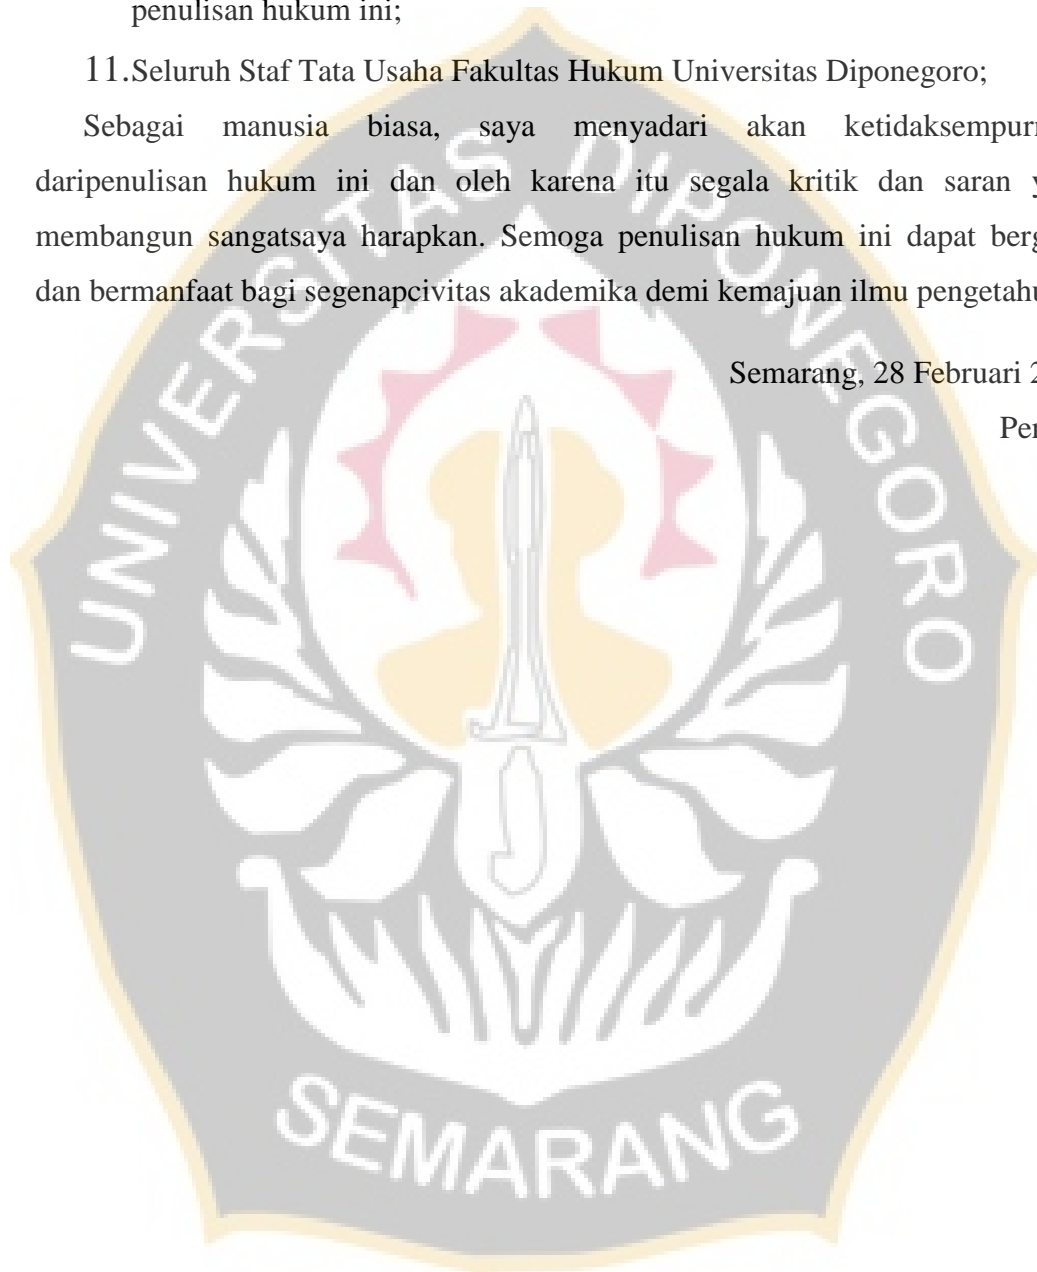 penulisan hukum ini;
11.Seluruh Staf Tata Usaha Fakultas Hukum Universitas Diponegoro;
Sebagai manusia biasa, saya menyadari akan
daripenulisan hukum ini dan oleh karena itu segala kritik dan saran
membangun sangatsaya harapkan. Semoga penulisan hukum ini dapat
dan bermanfaat bagi segenapcivitas akademika demi kemajuan ilmu
Semarang, 28 Februari
UNIVERSITAS DIPONEGORO
SEMARANG